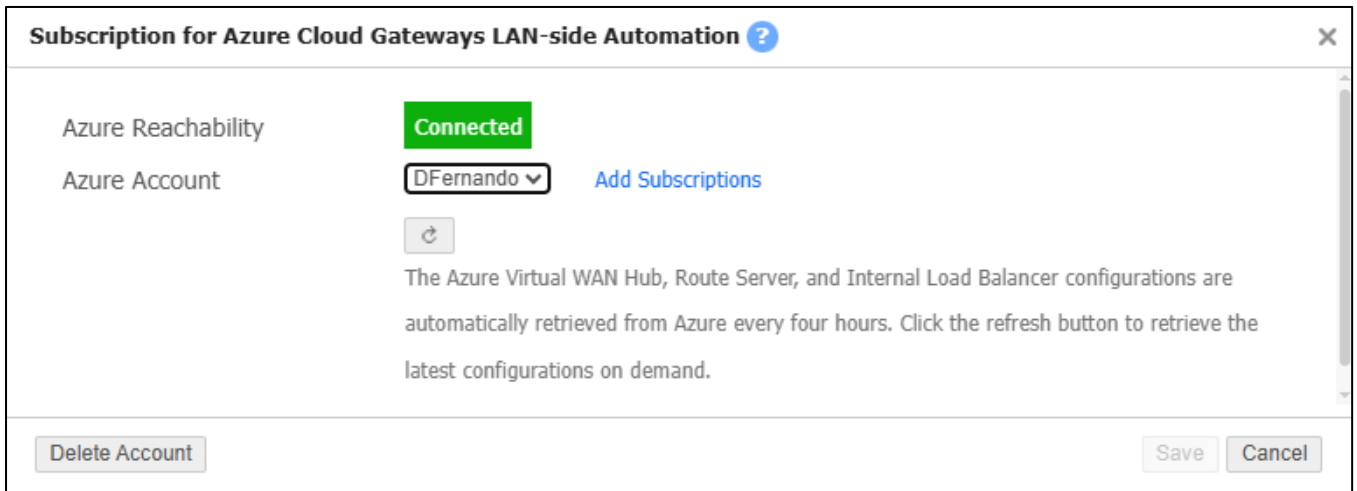 Subscription for Azure Cloud Gateways LAN-side Automation ?
Azure Reachability Connected
Azure Account DFernando Add Subscriptions
The Azure Virtual WAN Hub, Route Server, and Internal Load Balancer configurations are
automatically retrieved from Azure every four hours. Click the refresh button to retrieve the
latest configurations on demand.
Delete Account Save Cancel